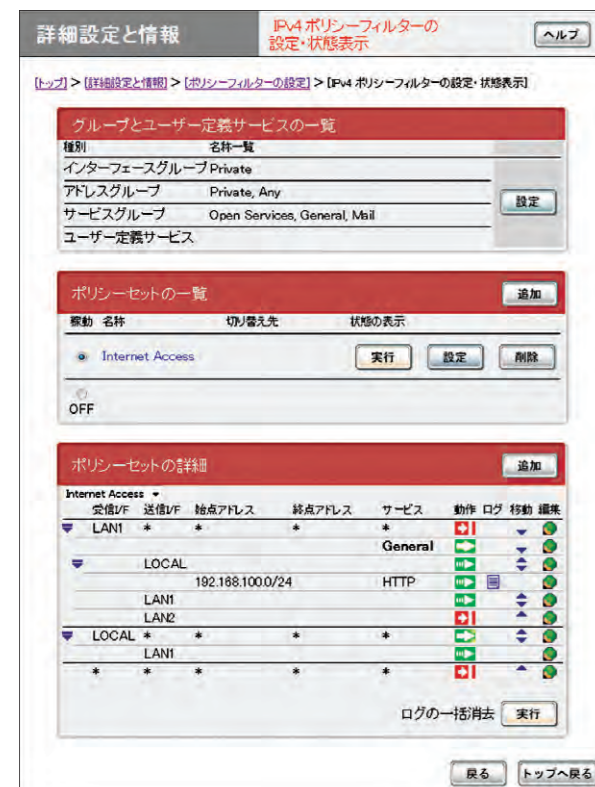 詳細設定と情報
IPv4 ポリシーフィルターの
設定・状態表示
ヘルプ
[トップ] > [詳細設定と情報] > [ポリシーフィルターの設定] > [IPv4 ポリシーフィルターの設定・状態表示]
グループとユーザー定義サービスの一覧
種別 名称一覧
インターフェースグループ Private
アドレスグループ Private, Any
設定
サービスグループ Open Services, General, Mail
ユーザー定義サービス
ポリシーセットの一覧 追加
稼動 名称 切り替え先 状態の表示
Internet Access 実行 設定 削除
OFF
ポリシーセットの詳細 追加
Internet Access
受信I/F 送信I/F 始点アドレス 終点アドレス サービス 動作 ログ 移動 編集
LAN1 * * * *
General
LOCAL
192.168.100.0/24 HTTP
LAN1
LAN2
LOCAL * * * *
LAN1
* * * * *
ログの一括消去 実行
戻る トップへ戻る